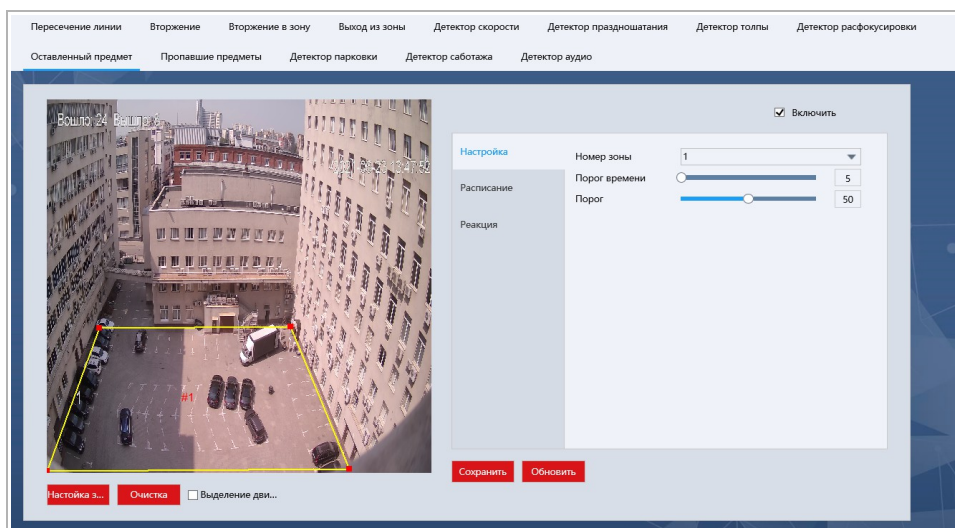 Пересечение линии Вторжение Вторжение в зону Выход из зоны Детектор скорости Детектор праздношатания Детектор толпы Детектор расфокусировки
Оставленный предмет Пропавшие предметы Детектор парковки Детектор саботажа Детектор аудио
Включить
Вошло: 24
Настройка
Номер зоны 1
Порог времени 5
Расписание
Порог 50
Реакция
1
#1
Сохранить Обновить
Настойка з... Очистка Выделение дви...